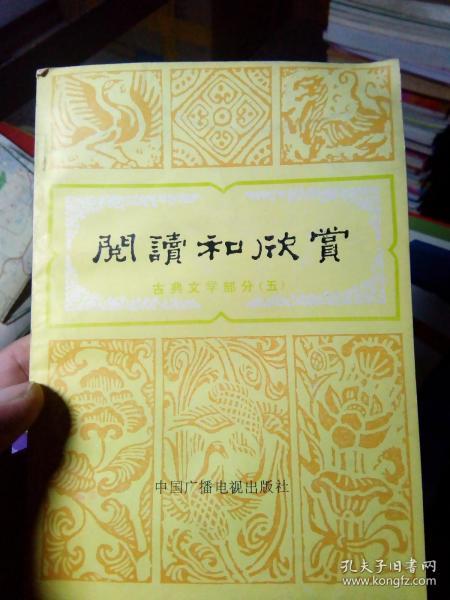 閱讀和欣賞
古典文学部分(五)
中国广播电视出版社
孔夫子旧书网
www.kongfz.com